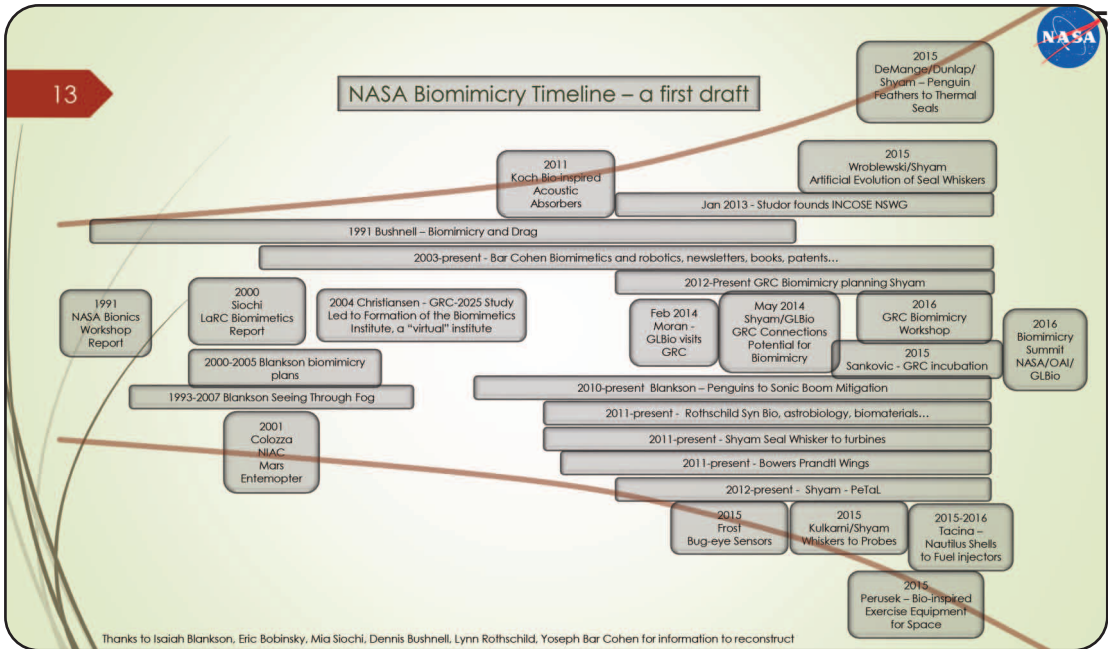 13
NASA Biomimicry Timeline – a first draft
NASA
2015
DeMange/Dunlap/
Shyam – Penguin
Feathers to Thermal
Seals
2011
Koch Bio-inspired
Acoustic
Absorbers
2015
Wroblewski/Shyam
Artificial Evolution of Seal Whiskers
Jan 2013 - Studor founds INCOSE NSWG
1991 Bushnell – Biomimicry and Drag
2003-present - Bar Cohen Biomimetics and robotics, newsletters, books, patents…
2012-Present GRC Biomimicry planning Shyam
1991
NASA Bionics
Workshop
Report
2000
Siochi
LaRC Biomimetics
Report
2004 Christiansen - GRC-2025 Study
Led to Formation of the Biomimetics
Institute, a “virtual” institute
Feb 2014
Moran -
GLBio visits
GRC
May 2014
Shyam/GLBio
GRC Connections
Potential for
Biomimicry
2016
GRC Biomimicry
Workshop
2015
Sankovic - GRC incubation
2016
Biomimicry
Summit
NASA/OAI/
GLBio
2000-2005 Blankson biomimicry
plans
1993-2007 Blankson Seeing Through Fog
2010-present Blankson – Penguins to Sonic Boom Mitigation
2011-present - Rothschild Syn Bio, astrobiology, biomaterials…
2001
Colozza
NIAC
Mars
Entemopter
2011-present - Shyam Seal Whisker to turbines
2011-present - Bowers Prandtl Wings
2012-present - Shyam - PeTaL
2015
Frost
Bug-eye Sensors
2015
Kulkarni/Shyam
Whiskers to Probes
2015-2016
Tacina –
Nautilus Shells
to Fuel injectors
2015
Perusek – Bio-inspired
Exercise Equipment
for Space
Thanks to Isaiah Blankson, Eric Bobinsky, Mia Siochi, Dennis Bushnell, Lynn Rothschild, Yoseph Bar Cohen for information to reconstruct